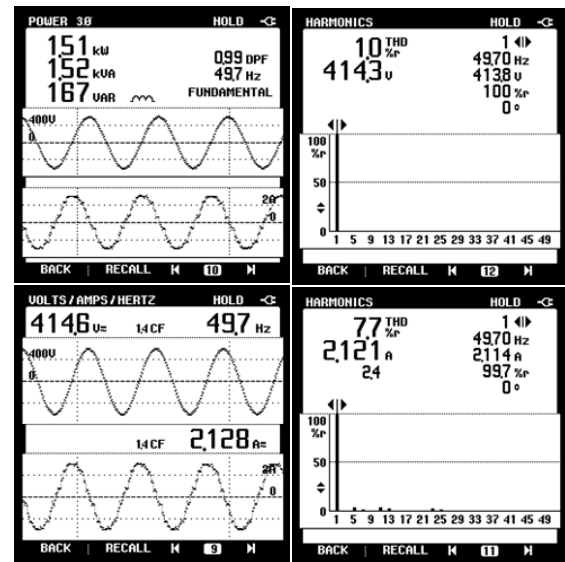 POWER 3Ø HOLD
1,51 kW
1,52 kVA 0,99 DPF
167 VAR 49,7 Hz
FUNDAMENTAL
400V
0
2A
0
BACK | RECALL 10
HARMONICS HOLD
1,0 THD %r 1
414,3 V 49,70 Hz
413,8 V
100 %r
0 °
100
%r
50
0
1 5 9 13 17 21 25 29 33 37 41 45 49
BACK | RECALL 12
VOLTS/AMPS/HERTZ HOLD
414,6 V≂ 1,4 CF 49,7 Hz
400V
0
1,4 CF 2,128 A≂
2A
0
BACK | RECALL 9
HARMONICS HOLD
7,7 THD %r 1
2,121 A 49,70 Hz
2,4 2,114 A
99,7 %r
0 °
100
%r
50
0
1 5 9 13 17 21 25 29 33 37 41 45 49
BACK | RECALL 11